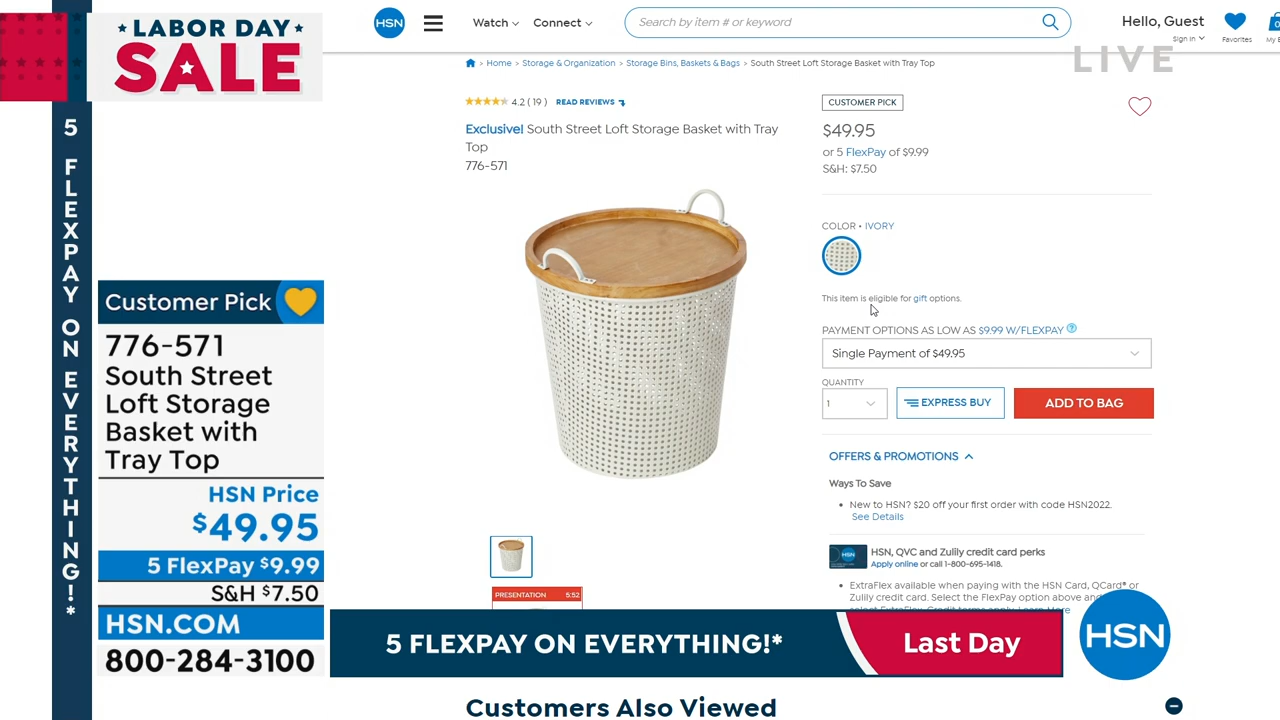 LABOR DAY
SALE
5 FLEXPAY ON EVERYTHING!*
Customer Pick
776-571
South Street
Loft Storage
Basket with
Tray Top
HSN Price
$49.95
5 FlexPay $9.99
S&H $7.50
HSN.COM
800-284-3100
HSN
Watch
Connect
Search by item # or keyword
Hello, Guest
Sign In
Favorites
0
LIVE
> Home > Storage & Organization > Storage Bins, Baskets & Bags > South Street Loft Storage Basket with Tray Top
4.2 ( 19 ) READ REVIEWS
Exclusive! South Street Loft Storage Basket with Tray
Top
776-571
PRESENTATION 5:52
CUSTOMER PICK
$49.95
or 5 FlexPay of $9.99
S&H: $7.50
COLOR • IVORY
This item is eligible for gift options.
PAYMENT OPTIONS AS LOW AS $9.99 W/FLEXPAY ?
Single Payment of $49.95
QUANTITY
1
EXPRESS BUY
ADD TO BAG
OFFERS & PROMOTIONS
Ways To Save
• New to HSN? $20 off your first order with code HSN2022.
See Details
HSN
HSN, QVC and Zulily credit card perks
Apply online or call 1-800-695-1418.
• ExtraFlex available when paying with the HSN Card, QCard® or
Zulily credit card. Select the FlexPay option above and
5 FLEXPAY ON EVERYTHING!*
Last Day
HSN
Customers Also Viewed